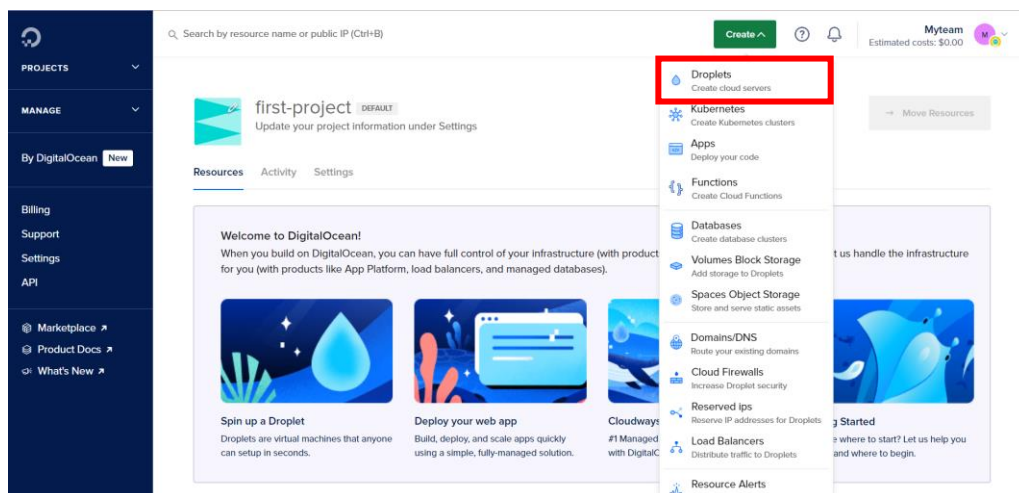 Search by resource name or public IP (Ctrl+B)
Create
Myteam
Estimated costs: $0.00
M
PROJECTS
MANAGE
By DigitalOcean New
Billing
Support
Settings
API
Marketplace
Product Docs
What's New
first-project DEFAULT
Update your project information under Settings
Move Resources
Resources Activity Settings
Welcome to DigitalOcean!
When you build on DigitalOcean, you can have full control of your infrastructure (with product
t us handle the infrastructure
for you (with products like App Platform, load balancers, and managed databases).
Spin up a Droplet
Droplets are virtual machines that anyone
can setup in seconds.
Deploy your web app
Build, deploy, and scale apps quickly
using a simple, fully-managed solution.
Cloudways
#1 Managed
with DigitalO
g Started
where to start? Let us help you
and where to begin.
Droplets
Create cloud servers
Kubernetes
Create Kubernetes clusters
Apps
Deploy your code
Functions
Create Cloud Functions
Databases
Create database clusters
Volumes Block Storage
Add storage to Droplets
Spaces Object Storage
Store and serve static assets
Domains/DNS
Route your existing domains
Cloud Firewalls
Increase Droplet security
Reserved ips
Reserve IP addresses for Droplets
Load Balancers
Distribute traffic to Droplets
Resource Alerts